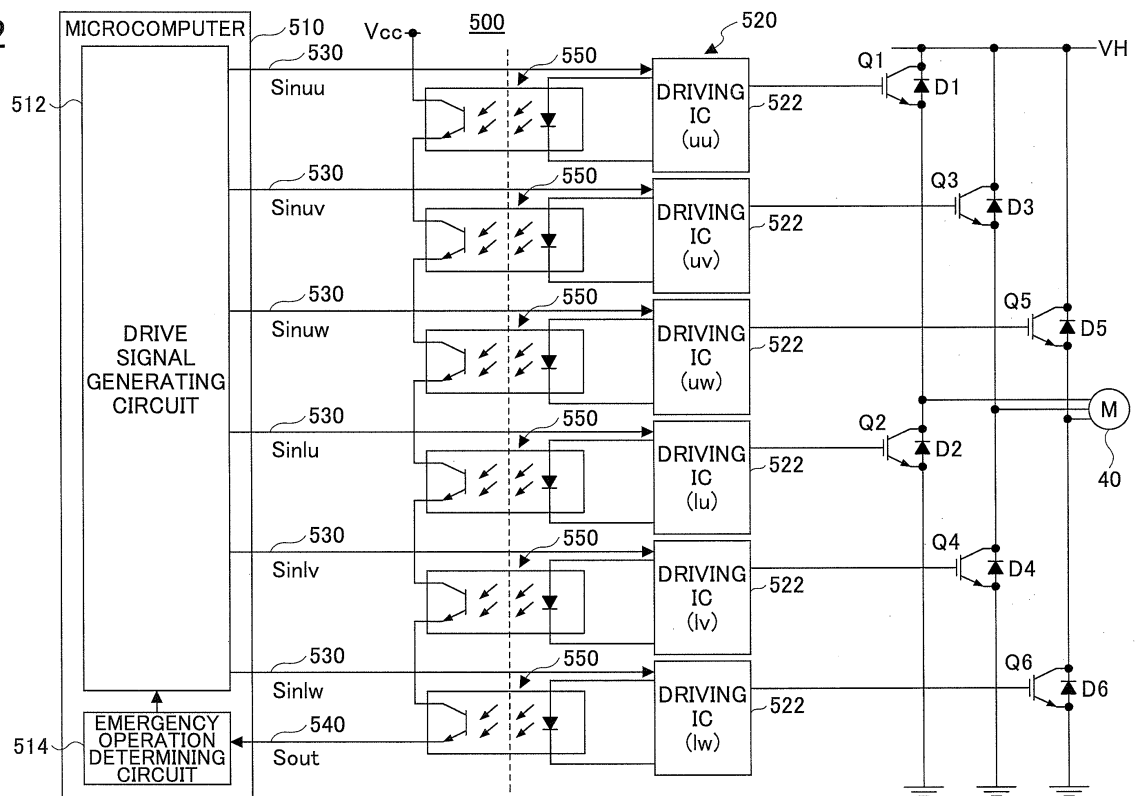 2
MICROCOMPUTER
510
Vcc
500
520
VH
512
530
Sinuu
550
DRIVING
IC
(uu)
522
Q1
D1
530
Sinuv
550
DRIVING
IC
(uv)
522
Q3
D3
530
Sinuw
550
DRIVING
IC
(uw)
522
Q5
D5
DRIVE
SIGNAL
GENERATING
CIRCUIT
M
40
530
Sinlu
550
DRIVING
IC
(lu)
522
Q2
D2
530
Sinlv
550
DRIVING
IC
(lv)
522
Q4
D4
530
Sinlw
550
DRIVING
IC
(lw)
522
Q6
D6
514
EMERGENCY
OPERATION
DETERMINING
CIRCUIT
540
Sout